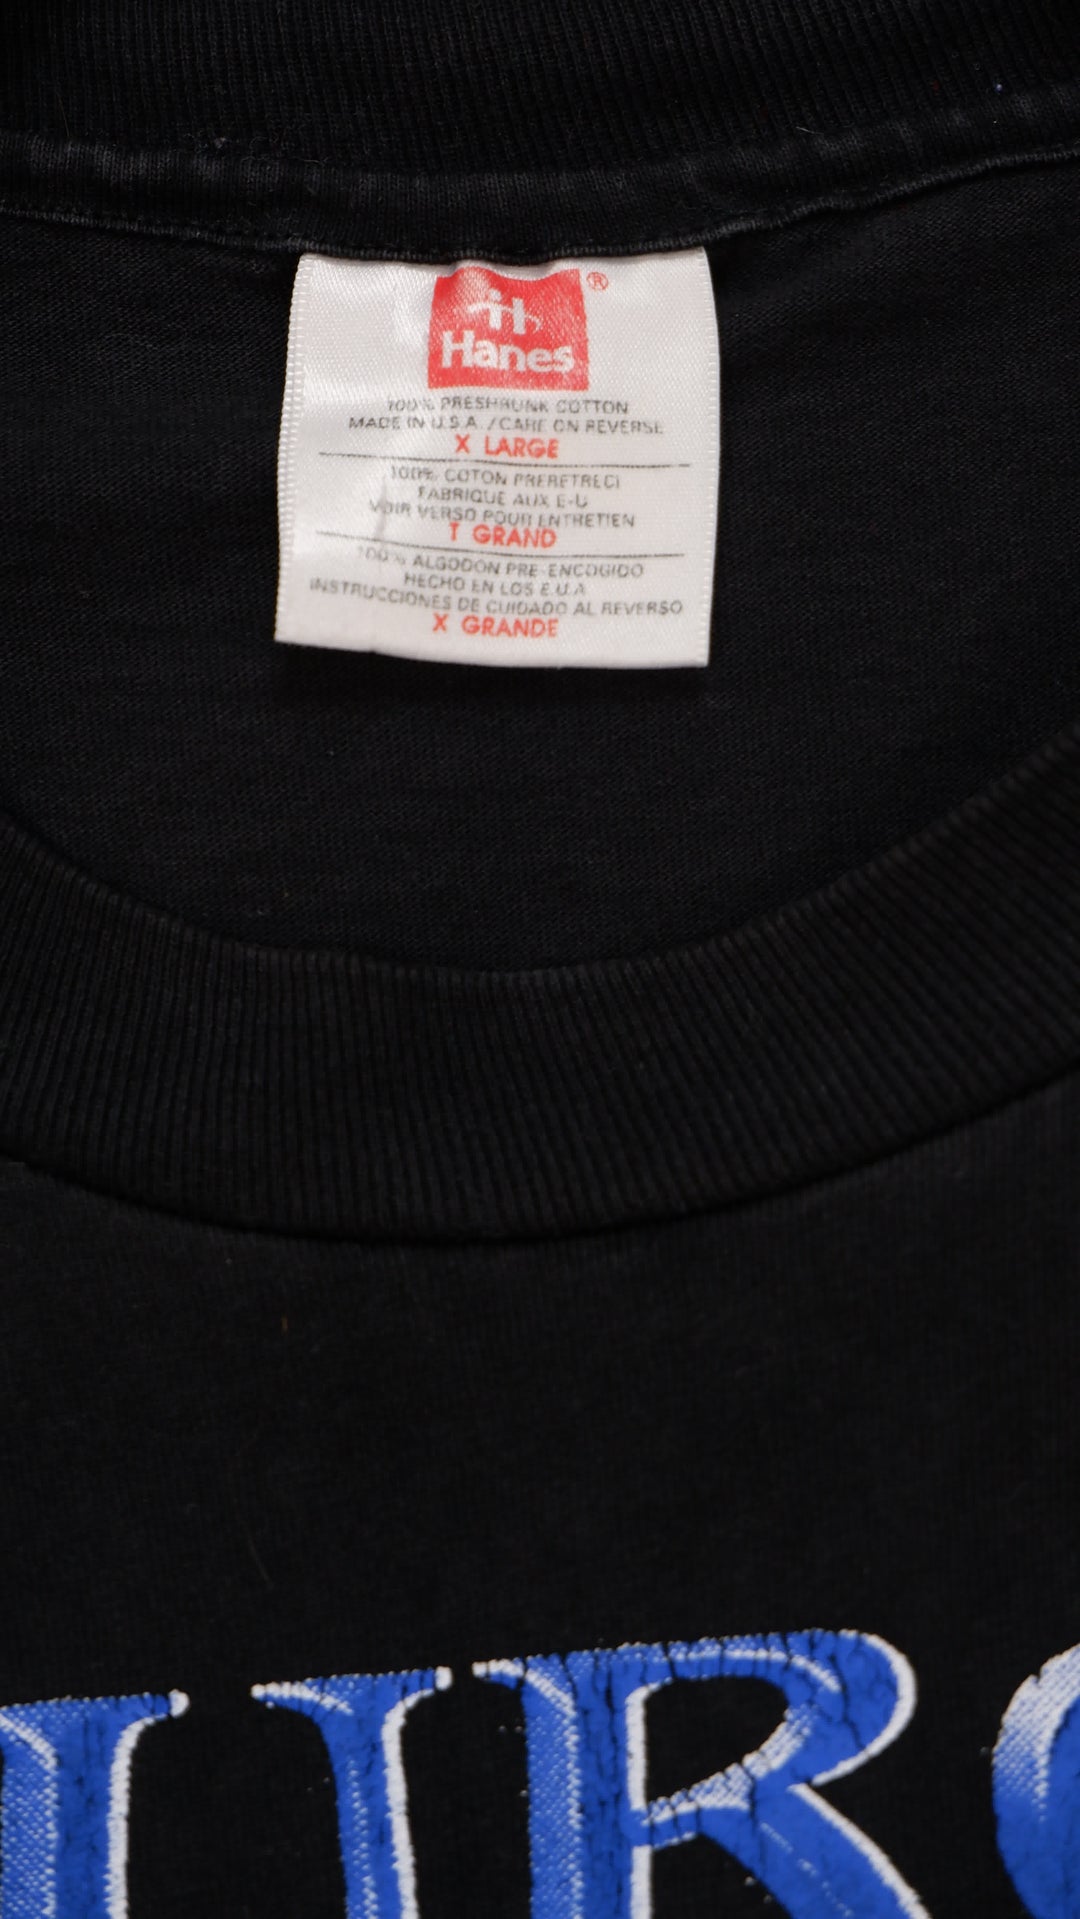 Hanes®
100% PRESHRUNK COTTON
MADE IN U.S.A./CARE ON REVERSE
X LARGE
100% COTON PRERETRECI
FABRIQUE AUX E-U
VOIR VERSO POUR ENTRETIEN
T GRAND
100% ALGODON PRE-ENCOGIDO
HECHO EN LOS E.U.A
INSTRUCCIONES DE CUIDADO AL REVERSO
X GRANDE